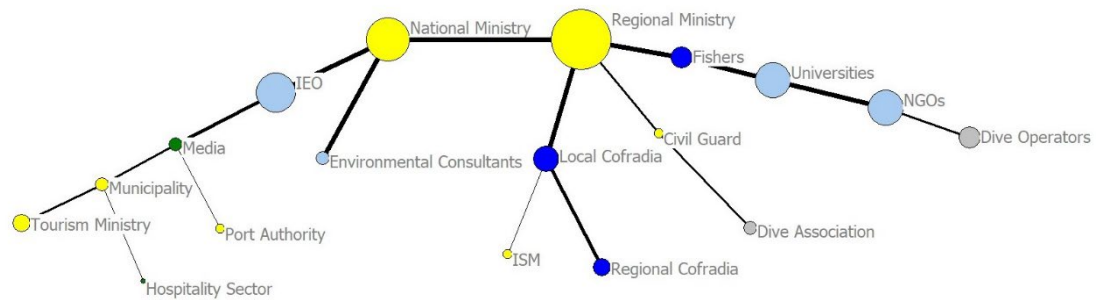 Regional Ministry
National Ministry
Fishers
Universities
IEO
NGOs
Dive Operators
Civil Guard
Media
Environmental Consultants
Local Cofradia
Municipality
Tourism Ministry
Port Authority
Dive Association
ISM
Regional Cofradia
Hospitality Sector